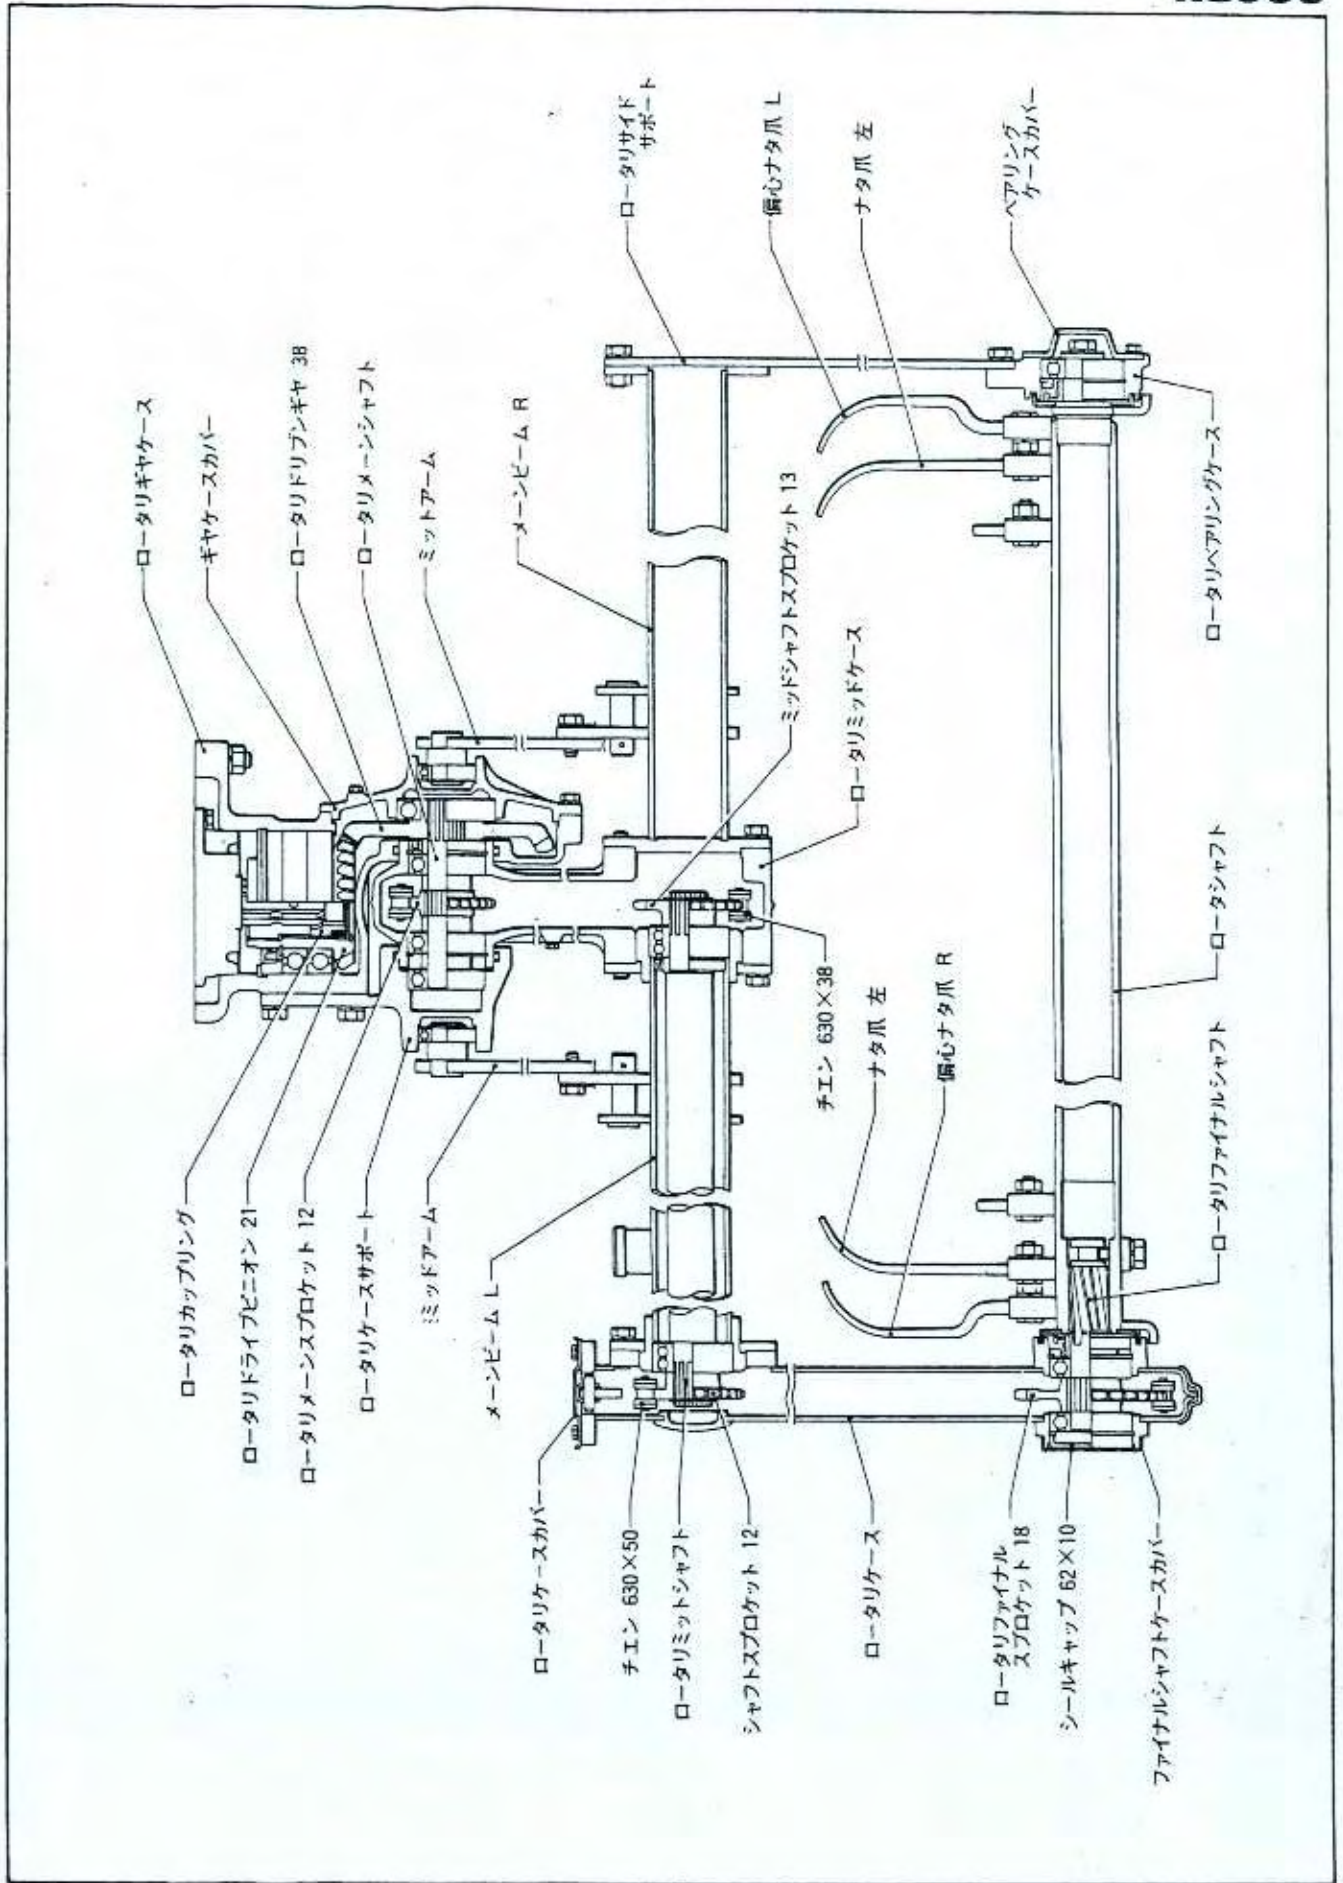 ロータリギヤケース
ギヤケースカバー
ロータリドリブンギヤ 38
ロータリメーンシャフト
ミットアーム
メーンビーム R
ミッドシャフトスプロケット 13
ロータリミッドケース
ロータリサイド
サポート
偏心ナタ爪 L
ナタ爪 左
ベアリング
ケースカバー
ロータリベアリングケース
ロータリカップリング
ロータリドライブピニオン 21
ロータリメーンスプロケット 12
ロータリケースサポート
ミッドアーム
メーンビーム L
チエン 630×38
ナタ爪 左
偏心ナタ爪 R
ロータシャフト
ロータリファイナルシャフト
ロータリケースカバー
チエン 630×50
ロータリミットシャフト
シャフトスプロケット 12
ロータリケース
ロータリファイナル
スプロケット 18
シールキャップ 62×10
ファイナルシャフトケースカバー